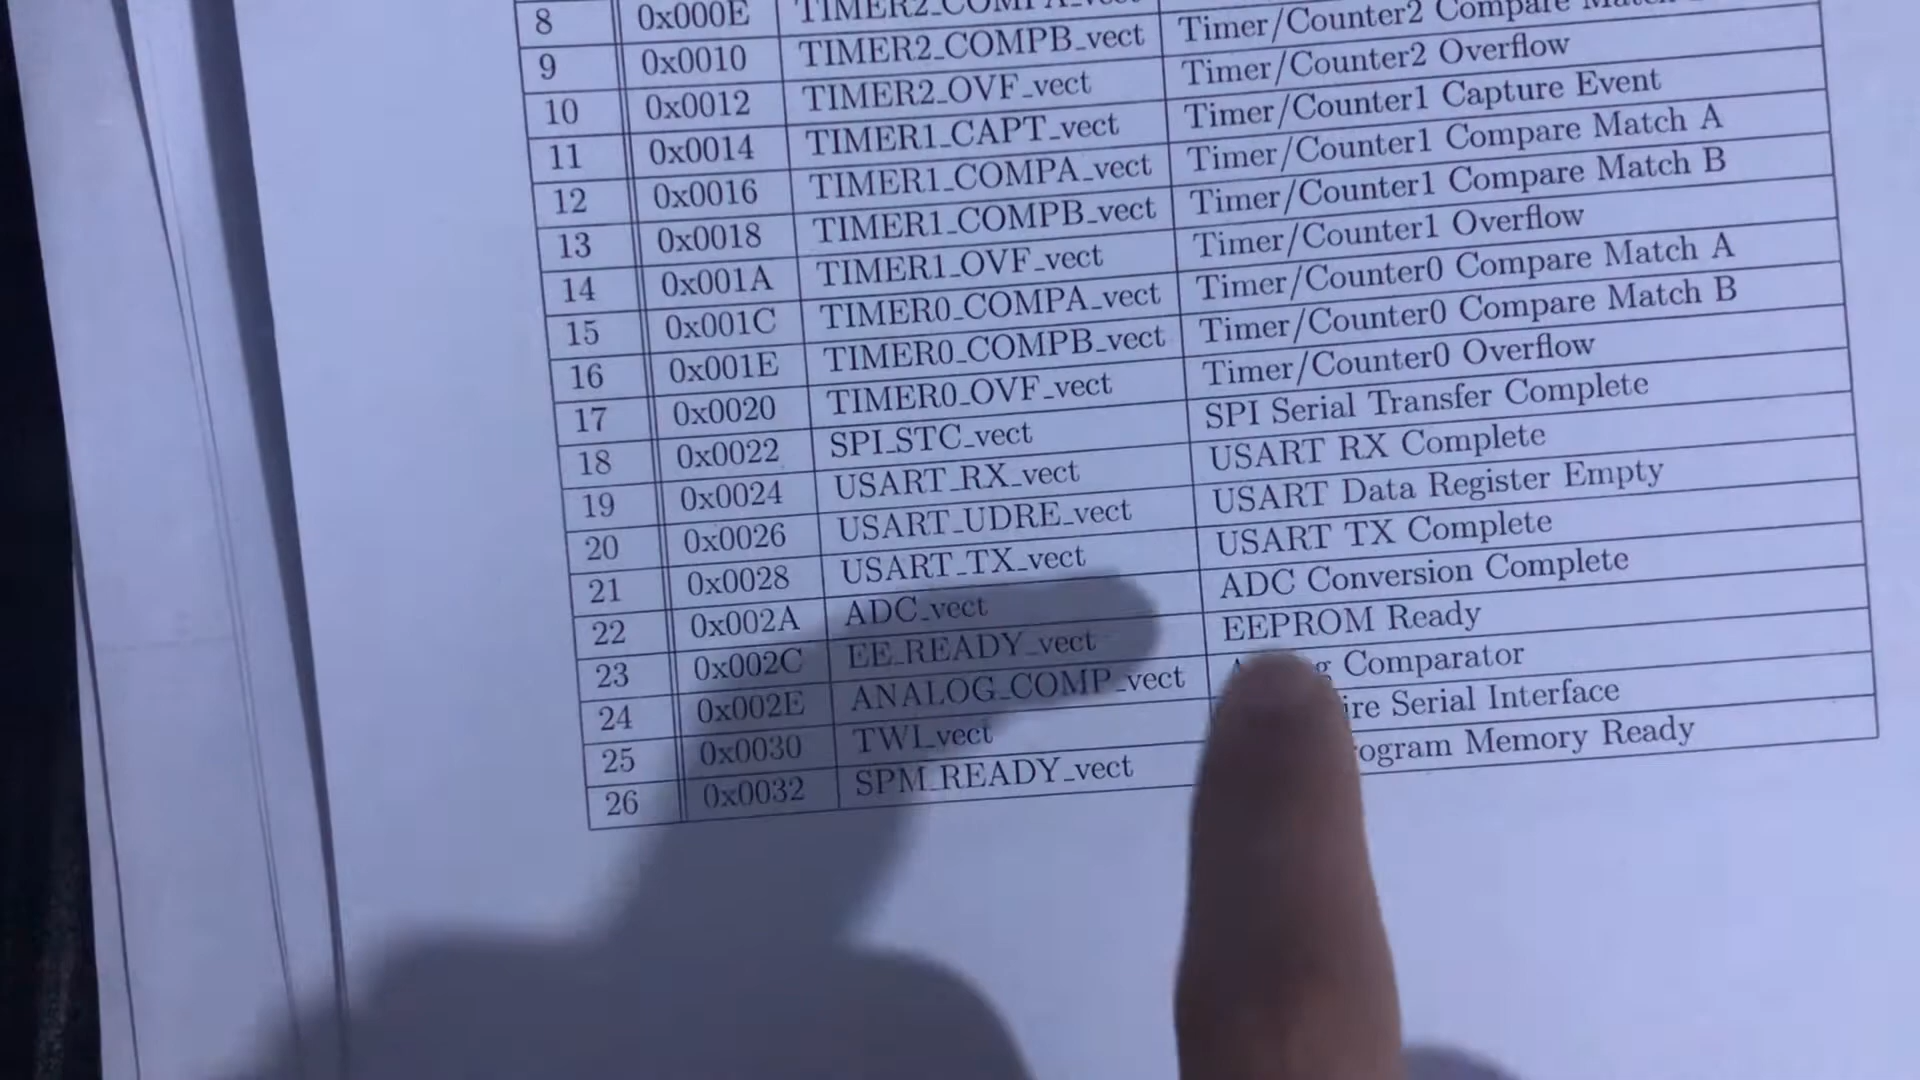 8 0x000E TIMER2_COMPA_vect
9 0x0010 TIMER2_COMPB_vect Timer/Counter2 Compare Match
10 0x0012 TIMER2_OVF_vect Timer/Counter2 Overflow
11 0x0014 TIMER1_CAPT_vect Timer/Counter1 Capture Event
12 0x0016 TIMER1_COMPA_vect Timer/Counter1 Compare Match A
13 0x0018 TIMER1_COMPB_vect Timer/Counter1 Compare Match B
14 0x001A TIMER1_OVF_vect Timer/Counter1 Overflow
15 0x001C TIMER0_COMPA_vect Timer/Counter0 Compare Match A
16 0x001E TIMER0_COMPB_vect Timer/Counter0 Compare Match B
17 0x0020 TIMER0_OVF_vect Timer/Counter0 Overflow
18 0x0022 SPI_STC_vect SPI Serial Transfer Complete
19 0x0024 USART_RX_vect USART RX Complete
20 0x0026 USART_UDRE_vect USART Data Register Empty
21 0x0028 USART_TX_vect USART TX Complete
22 0x002A ADC_vect ADC Conversion Complete
23 0x002C EE_READY_vect EEPROM Ready
24 0x002E ANALOG_COMP_vect Comparator
25 0x0030 TWI_vect Serial Interface
26 0x0032 SPM_READY_vect Memory Ready